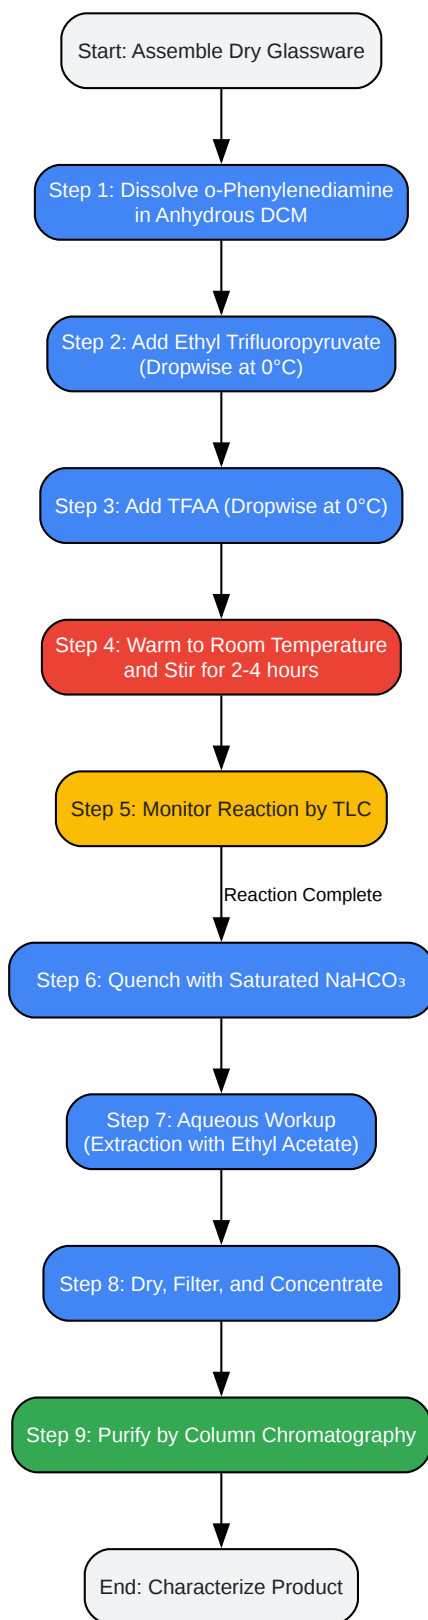 Start: Assemble Dry Glassware
Step 1: Dissolve o-Phenylenediamine
in Anhydrous DCM
Step 2: Add Ethyl Trifluoropyruvate
(Dropwise at 0°C)
Step 3: Add TFAA (Dropwise at 0°C)
Step 4: Warm to Room Temperature
and Stir for 2-4 hours
Step 5: Monitor Reaction by TLC
Reaction Complete
Step 6: Quench with Saturated NaHCO₃
Step 7: Aqueous Workup
(Extraction with Ethyl Acetate)
Step 8: Dry, Filter, and Concentrate
Step 9: Purify by Column Chromatography
End: Characterize Product